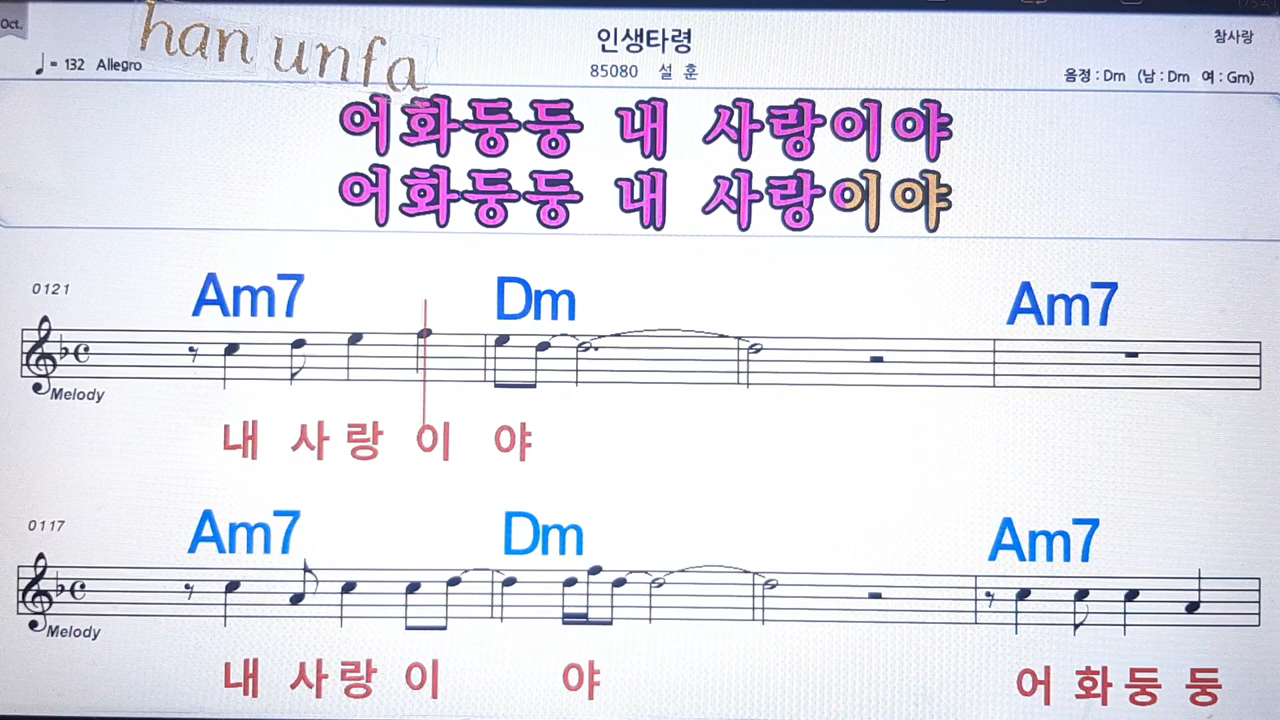 Oct.
han unfa
인생타령
참사랑
♩= 132 Allegro
85080 설 훈
음정 : Dm (남 : Dm 여 : Gm)
어화둥둥 내 사랑이야
어화둥둥 내 사랑이야
0121
Am7 Dm Am7
Melody
내 사 랑 이 야
0117
Am7 Dm Am7
Melody
내 사 랑 이 야 어 화 둥 둥